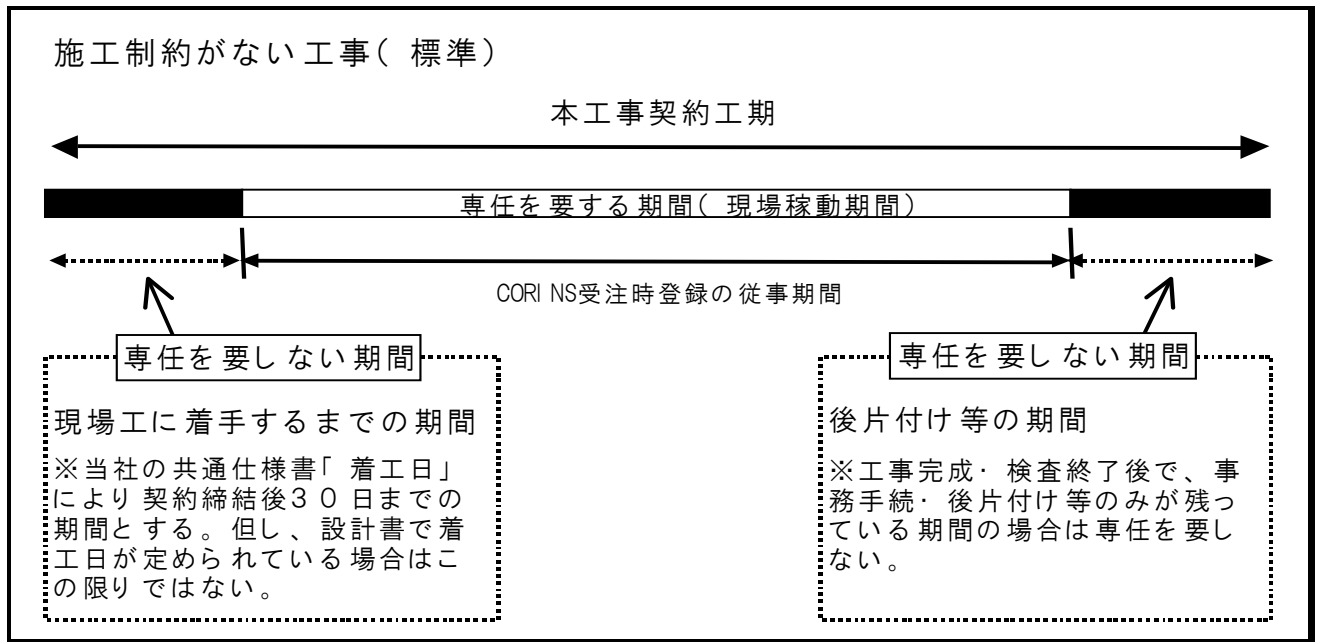 施工制約がない工事(標準)
本工事契約工期
専任を要する期間(現場稼動期間)
CORINS受注時登録の従事期間
専任を要しない期間
現場工に着手するまでの期間
※当社の共通仕様書「着工日」
により契約締結後30日までの
期間とする。但し、設計書で着
工日が定められている場合はこ
の限りではない。
専任を要しない期間
後片付け等の期間
※工事完成・検査終了後で、事
務手続・後片付け等のみが残っ
ている期間の場合は専任を要し
ない。